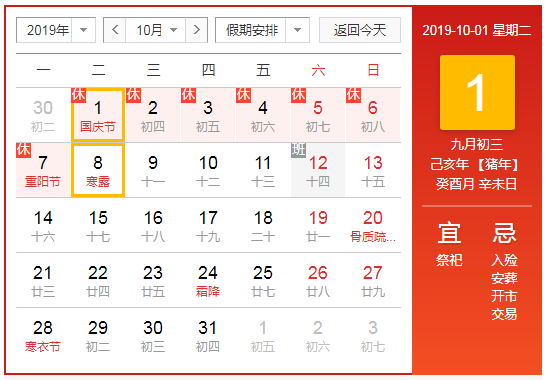 2019年 10月 假期安排 返回今天
一 二 三 四 五 六 日
休 休 休 休 休 休
30 1 2 3 4 5 6
初二 国庆节 初四 初五 初六 初七 初八
休 班
7 8 9 10 11 12 13
重阳节 寒露 十一 十二 十三 十四 十五
14 15 16 17 18 19 20
十六 十七 十八 十九 二十 廿一 骨质疏...
21 22 23 24 25 26 27
廿三 廿四 廿五 霜降 廿七 廿八 廿九
28 29 30 31 1 2 3
寒衣节 初二 初三 初四 初五 初六 初七
2019-10-01 星期二
1
九月初三
己亥年 【猪年】
癸酉月 辛未日
宜 忌
祭祀 入殓
安葬
开市
交易